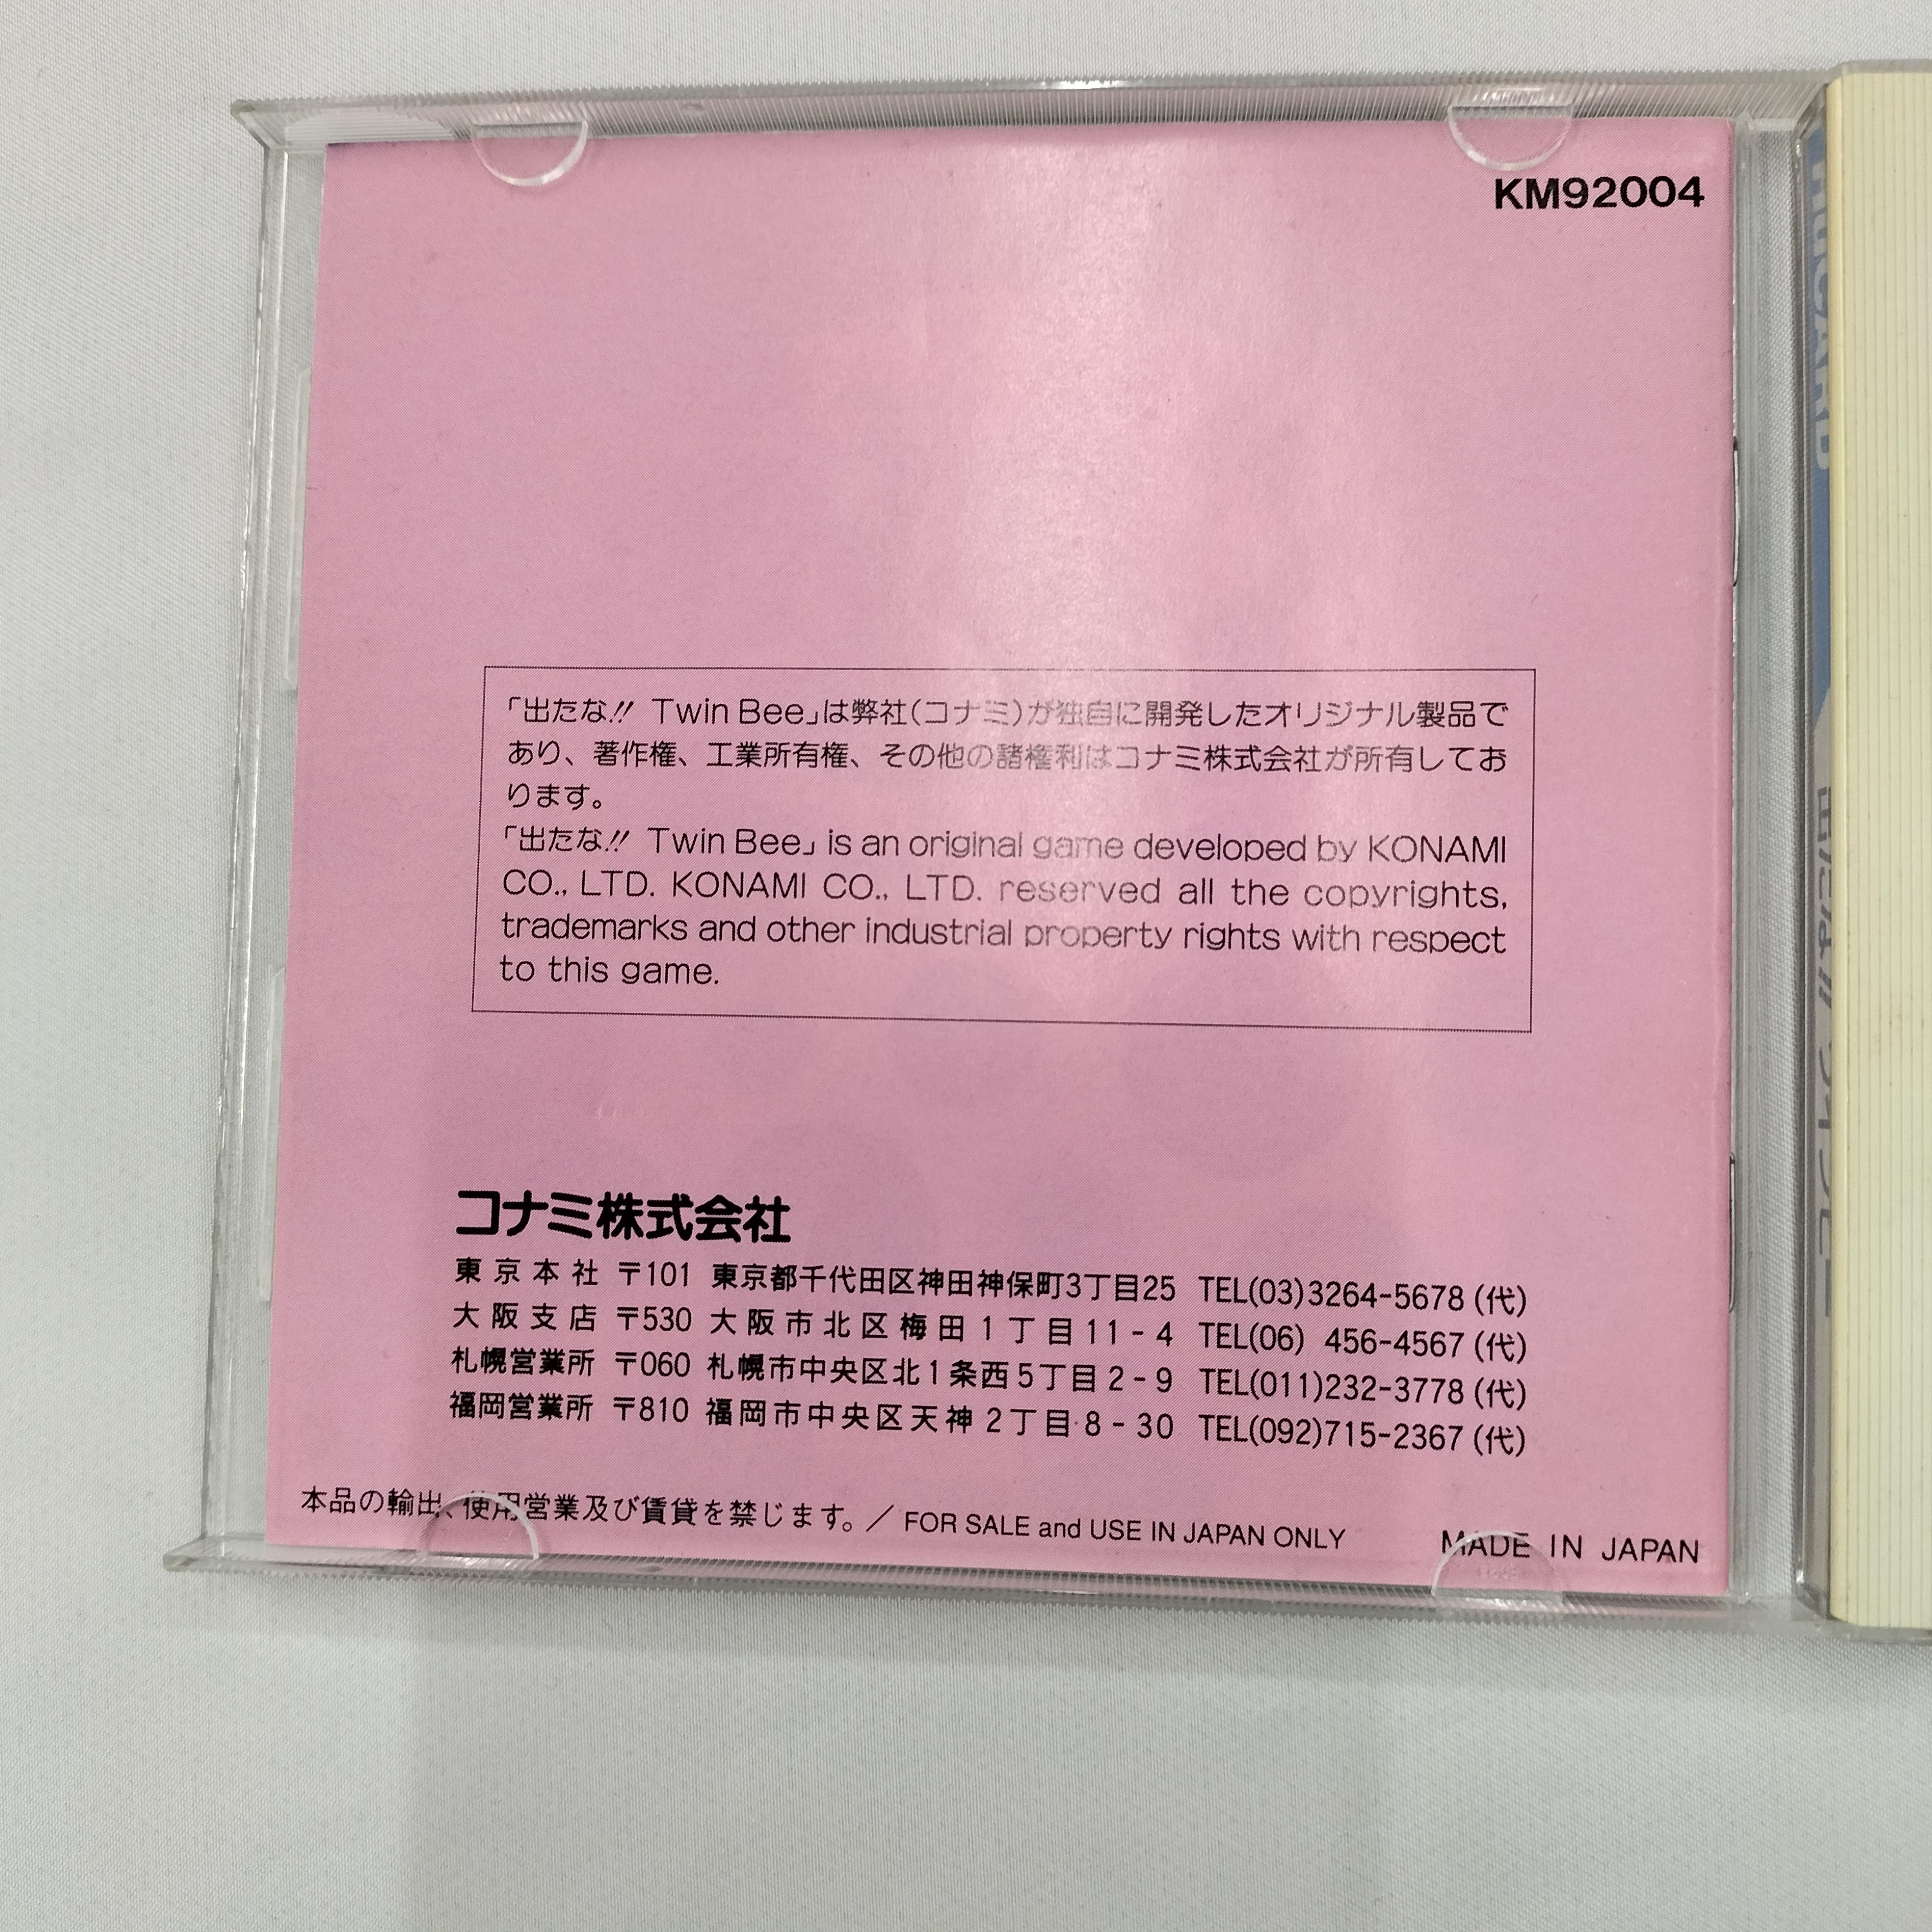 KM92004
「出たな!! Twin Bee」は弊社(コナミ)が独自に開発したオリジナル製品で
あり、著作権、工業所有権、その他の諸権利はコナミ株式会社が所有してお
ります。
「出たな!! Twin Bee」 is an original game developed by KONAMI
CO., LTD. KONAMI CO., LTD. reserved all the copyrights,
trademarks and other industrial property rights with respect
to this game.
コナミ株式会社
東京本社 〒101 東京都千代田区神田神保町3丁目25 TEL(03)3264-5678(代)
大阪支店 〒530 大阪市北区梅田1丁目11-4 TEL(06) 456-4567(代)
札幌営業所 〒060 札幌市中央区北1条西5丁目2-9 TEL(011)232-3778(代)
福岡営業所 〒810 福岡市中央区天神2丁目8-30 TEL(092)715-2367(代)
本品の輸出、使用営業及び賃貸を禁じます。／FOR SALE and USE IN JAPAN ONLY
MADE IN JAPAN
HuCARD
出たな!! ツインビー